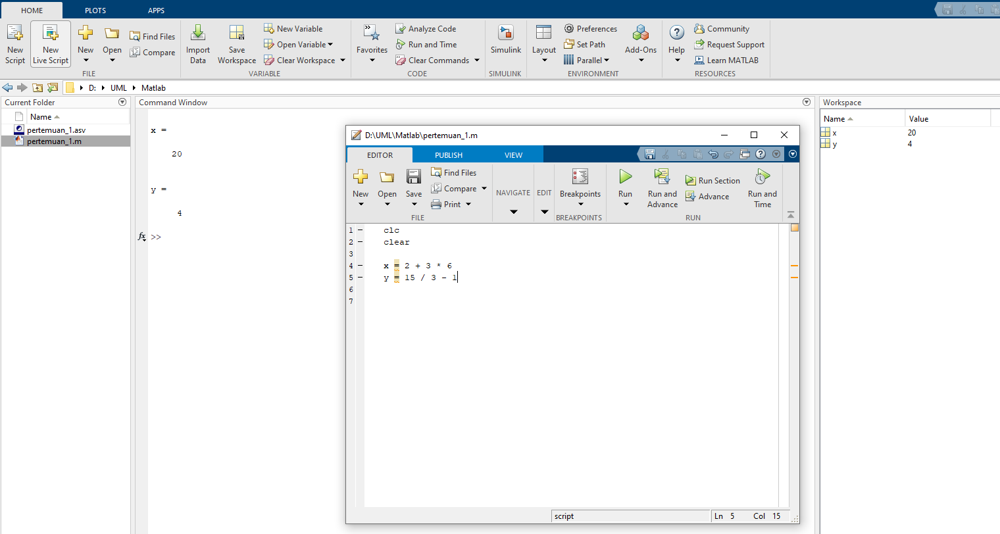 HOME PLOTS APPS
New Script
New Live Script
New
Open
Find Files
Compare
FILE
Import Data
Save Workspace
New Variable
Open Variable
Clear Workspace
VARIABLE
Favorites
Analyze Code
Run and Time
Clear Commands
CODE
Simulink
SIMULINK
Layout
Preferences
Set Path
Parallel
Add-Ons
ENVIRONMENT
Help
Community
Request Support
Learn MATLAB
RESOURCES
D: UML Matlab
Current Folder
Name
pertemuan_1.asv
pertemuan_1.m
Command Window
x =
20
y =
4
fx >>
D:\UML\Matlab\pertemuan_1.m
EDITOR PUBLISH VIEW
New
Open
Save
Find Files
Compare
Print
FILE
NAVIGATE
EDIT
Breakpoints
BREAKPOINTS
Run
Run and Advance
Run Section
Advance
Run and Time
RUN
1 – clc
2 – clear
3
4 – x = 2 + 3 * 6
5 – y = 15 / 3 - 1
6
7
script Ln 5 Col 15
Workspace
Name Value
x 20
y 4